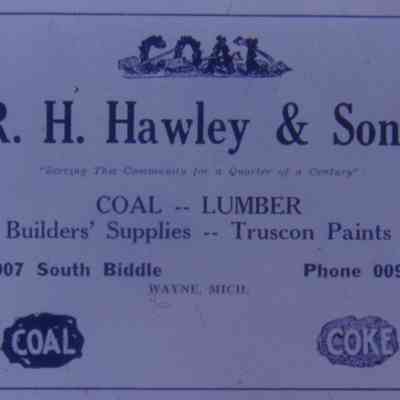 COAL
R. H. Hawley & Son
"Serving This Community for a Quarter of a Century"
COAL -- LUMBER
Builders' Supplies -- Truscon Paints
007 South Biddle Phone 009
WAYNE, MICH.
COAL COKE